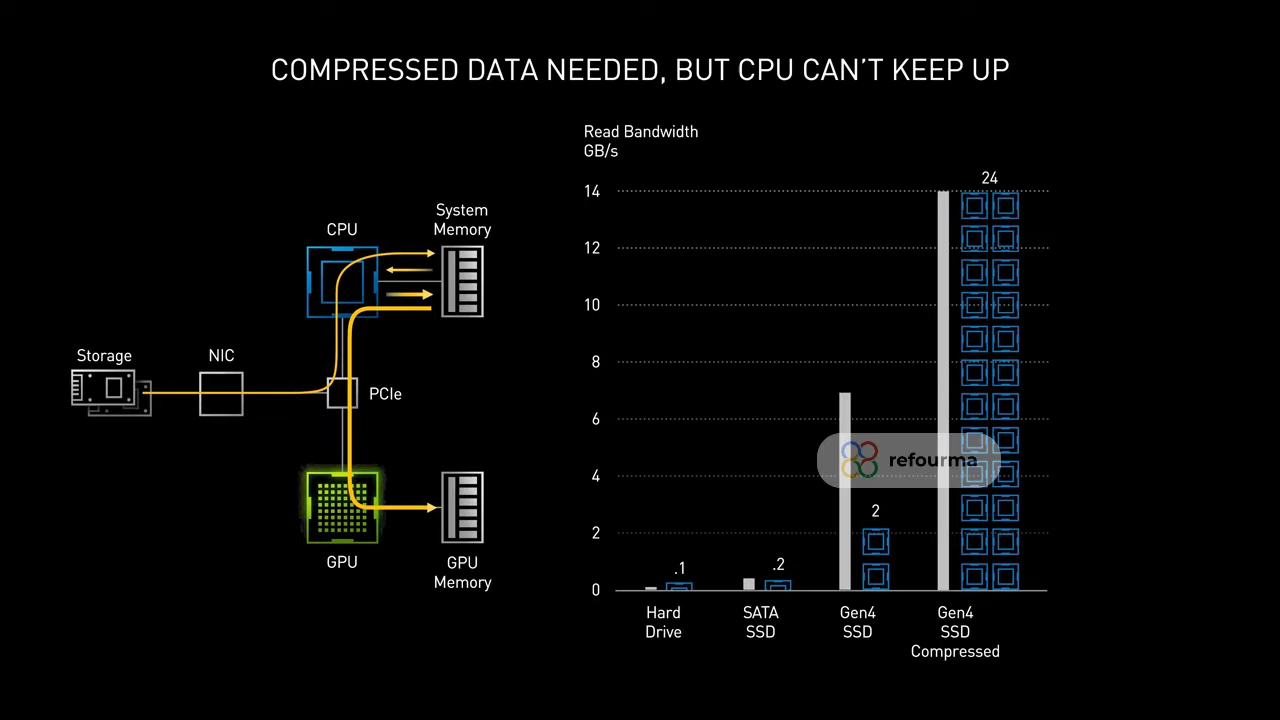 COMPRESSED DATA NEEDED, BUT CPU CAN'T KEEP UP
CPU
System
Memory
Storage
NIC
PCIe
GPU
GPU
Memory
Read Bandwidth
GB/s
14
12
10
8
6
4
2
0
.1
.2
2
24
refourma
Hard
Drive
SATA
SSD
Gen4
SSD
Gen4
SSD
Compressed